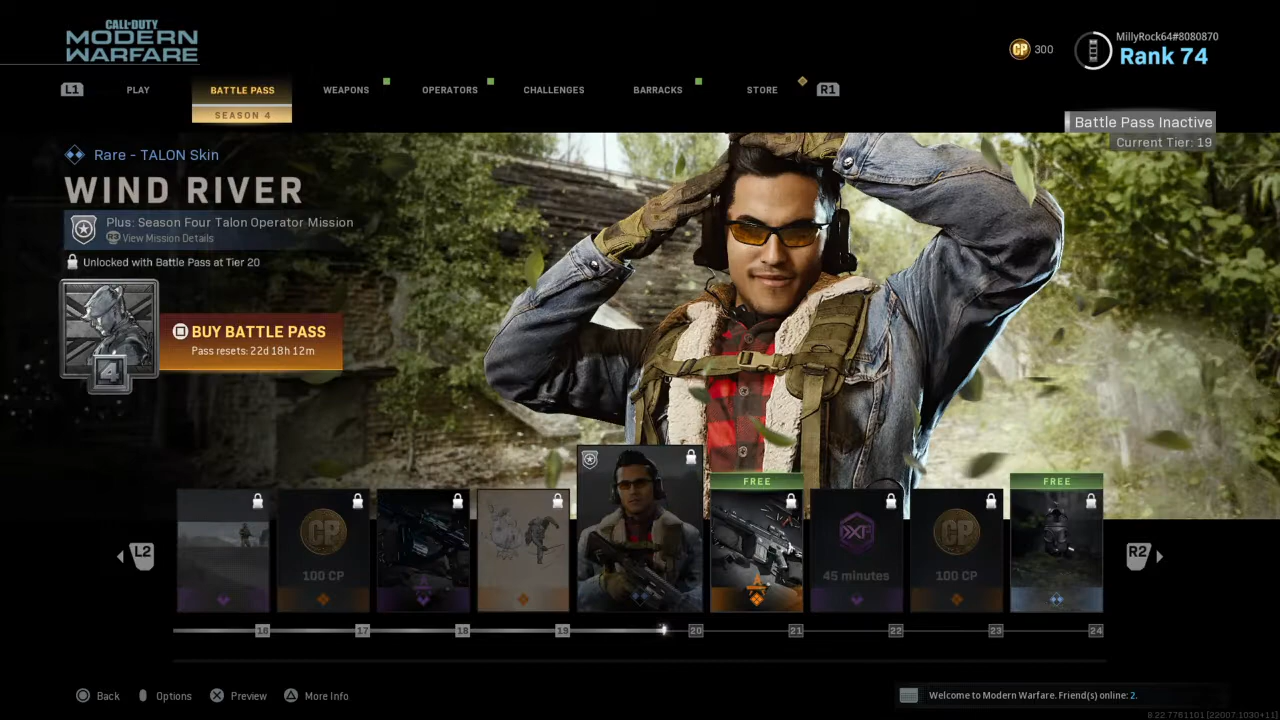 CALL OF DUTY
MODERN
WARFARE
CP 300
MillyRock64#8080870
Rank 74
L1 PLAY BATTLE PASS WEAPONS OPERATORS CHALLENGES BARRACKS STORE R1
SEASON 4
Battle Pass Inactive
Current Tier: 19
Rare - TALON Skin
WIND RIVER
Plus: Season Four Talon Operator Mission
R3 View Mission Details
Unlocked with Battle Pass at Tier 20
BUY BATTLE PASS
Pass resets: 22d 18h 12m
4
FREE FREE
L2 CP 2XP CP R2
100 CP 45 minutes 100 CP
16 17 18 19 20 21 22 23 24
Back Options Preview More Info
Welcome to Modern Warfare. Friend(s) online: 2.